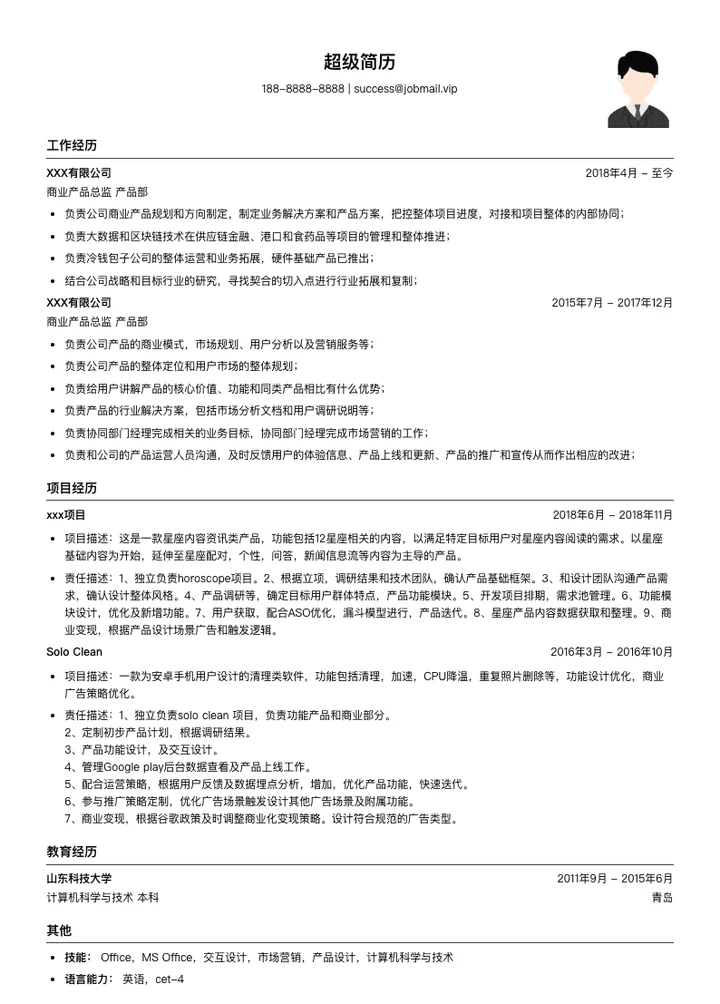 超级简历
188-8888-8888 | success@jobmail.vip
工作经历
XXX有限公司 2018年4月 – 至今
商业产品总监 产品部
• 负责公司商业产品规划和方向制定，制定业务解决方案和产品方案，把控整体项目进度，对接和项目整体的内部协同；
• 负责大数据和区块链技术在供应链金融、港口和食药品等项目的管理和整体推进；
• 负责冷钱包子公司的整体运营和业务拓展，硬件基础产品已推出；
• 结合公司战略和目标行业的研究，寻找契合的切入点进行行业拓展和复制；
XXX有限公司 2015年7月 – 2017年12月
商业产品总监 产品部
• 负责公司产品的商业模式，市场规划、用户分析以及营销服务等；
• 负责公司产品的整体定位和用户市场的整体规划；
• 负责给用户讲解产品的核心价值、功能和同类产品相比有什么优势；
• 负责产品的行业解决方案，包括市场分析文档和用户调研说明等；
• 负责协同部门经理完成相关的业务目标，协同部门经理完成市场营销的工作；
• 负责和公司的产品运营人员沟通，及时反馈用户的体验信息、产品上线和更新、产品的推广和宣传从而作出相应的改进；
项目经历
xxx项目 2018年6月 – 2018年11月
• 项目描述：这是一款星座内容资讯类产品，功能包括12星座相关的内容，以满足特定目标用户对星座内容阅读的需求。以星座
基础内容为开始，延伸至星座配对，个性，问答，新闻信息流等内容为主导的产品。
• 责任描述：1、独立负责horoscope项目。2、根据立项，调研结果和技术团队，确认产品基础框架。3、和设计团队沟通产品需
求，确认设计整体风格。4、产品调研等，确定目标用户群体特点，产品功能模块。5、开发项目排期，需求池管理。6、功能模
块设计，优化及新增功能。7、用户获取，配合ASO优化，漏斗模型进行，产品迭代。8、星座产品内容数据获取和整理。9、商
业变现，根据产品设计场景广告和触发逻辑。
Solo Clean 2016年3月 – 2016年10月
• 项目描述：一款为安卓手机用户设计的清理类软件，功能包括清理，加速，CPU降温，重复照片删除等，功能设计优化，商业
广告策略优化。
• 责任描述：1、独立负责solo clean 项目，负责功能产品和商业部分。
2、定制初步产品计划，根据调研结果。
3、产品功能设计，及交互设计。
4、管理Google play后台数据查看及产品上线工作。
5、配合运营策略，根据用户反馈及数据埋点分析，增加，优化产品功能，快速迭代。
6、参与推广策略定制，优化广告场景触发设计其他广告场景及附属功能。
7、商业变现，根据谷歌政策及时调整商业化变现策略。设计符合规范的广告类型。
教育经历
山东科技大学 2011年9月 – 2015年6月
计算机科学与技术 本科 青岛
其他
• 技能： Office，MS Office，交互设计，市场营销，产品设计，计算机科学与技术
• 语言能力： 英语，cet-4